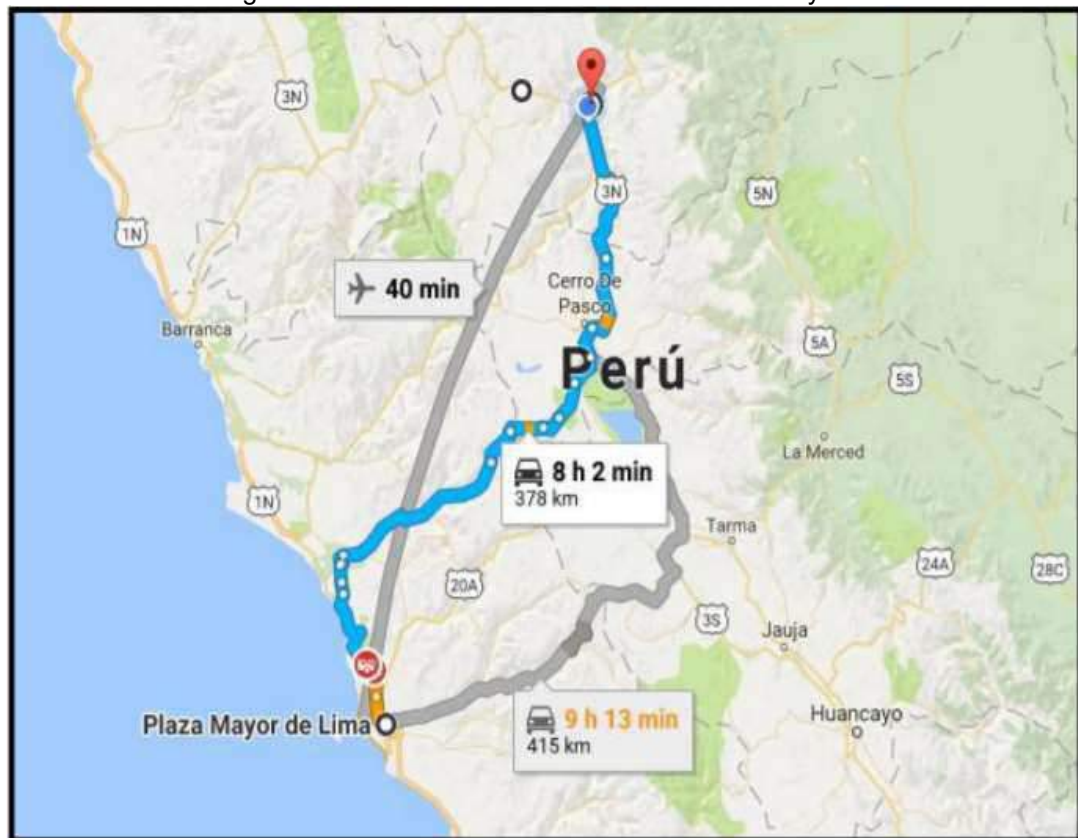 3N
3N
5N
1N
40 min
Cerro De
Pasco
Barranca
5A
Perú
5S
La Merced
8 h 2 min
378 km
1N
Tarma
20A
24A
28C
3S
Jauja
9 h 13 min
415 km
Plaza Mayor de Lima
Huancayo